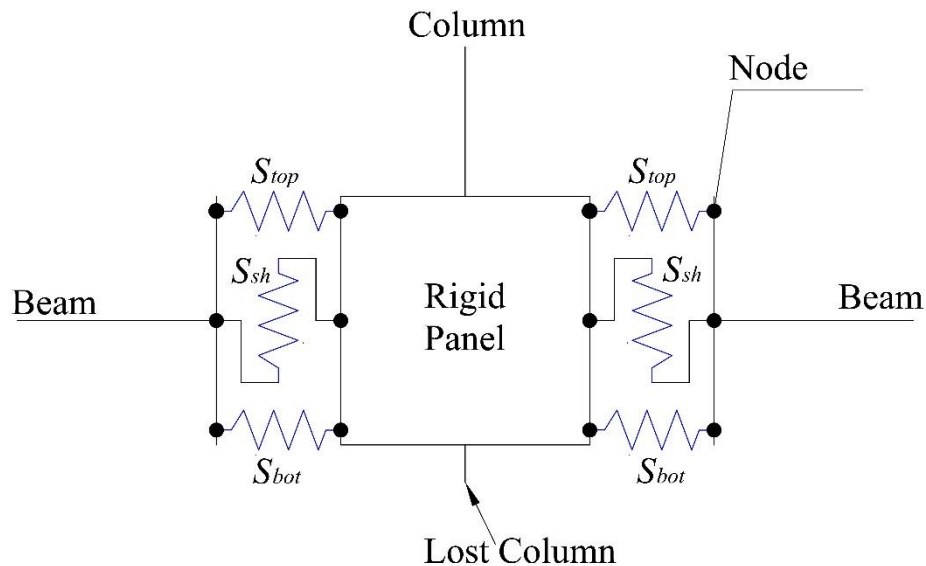 Column
Node
Stop
Stop
Ssh
Ssh
Beam
Rigid
Panel
Beam
Sbot
Sbot
Lost Column